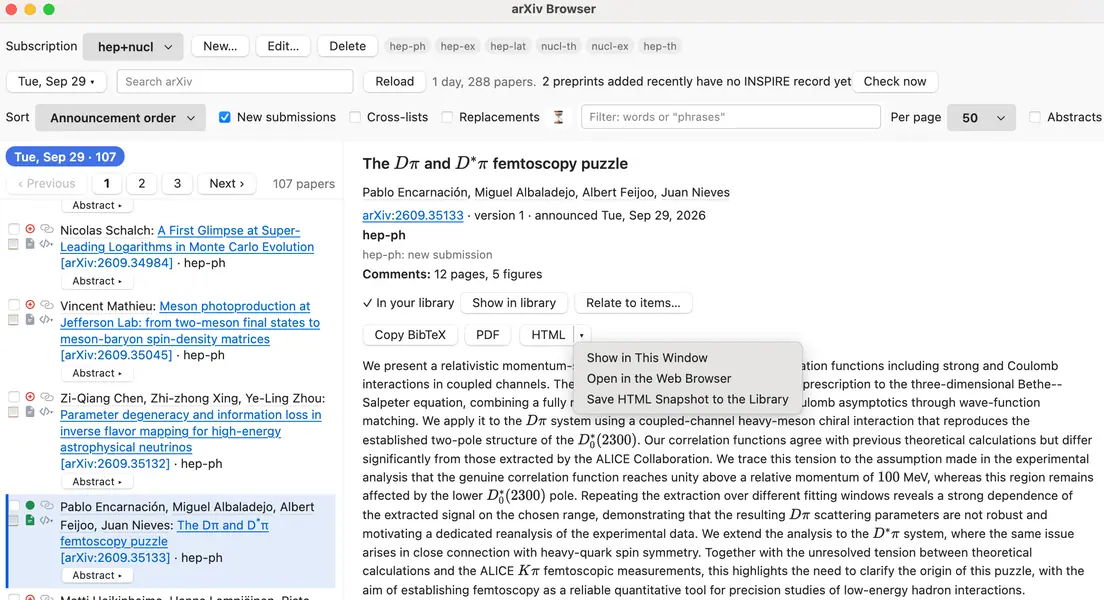 arXiv Browser
Subscription hep+nucl New... Edit... Delete hep-ph hep-ex hep-lat nucl-th nucl-ex hep-th
Tue, Sep 29 Search arXiv Reload 1 day, 288 papers. 2 preprints added recently have no INSPIRE record yet Check now
Sort Announcement order New submissions Cross-lists Replacements Filter: words or "phrases" Per page 50 Abstracts
Tue, Sep 29 · 107
‹ Previous 1 2 3 Next › 107 papers
Abstract
Nicolas Schalch: A First Glimpse at Super-
Leading Logarithms in Monte Carlo Evolution
[arXiv:2609.34984] · hep-ph
Abstract
Vincent Mathieu: Meson photoproduction at
Jefferson Lab: from two-meson final states to
meson-baryon spin-density matrices
[arXiv:2609.35045] · hep-ph
Abstract
Zi-Qiang Chen, Zhi-zhong Xing, Ye-Ling Zhou:
Parameter degeneracy and information loss in
inverse flavor mapping for high-energy
astrophysical neutrinos
[arXiv:2609.35132] · hep-ph
Abstract
Pablo Encarnación, Miguel Albaladejo, Albert
Feijoo, Juan Nieves: The Dπ and D*π
femtoscopy puzzle
[arXiv:2609.35133] · hep-ph
Abstract
The Dπ and D*π femtoscopy puzzle
Pablo Encarnación, Miguel Albaladejo, Albert Feijoo, Juan Nieves
arXiv:2609.35133 · version 1 · announced Tue, Sep 29, 2026
hep-ph
hep-ph: new submission
Comments: 12 pages, 5 figures
✓ In your library Show in library Relate to items...
Copy BibTeX PDF HTML
Show in This Window
Open in the Web Browser
Save HTML Snapshot to the Library
We present a relativistic momentum- functions including strong and Coulomb
interactions in coupled channels. The prescription to the three-dimensional Bethe--
Salpeter equation, combining a fully asymptotics through wave-function
matching. We apply it to the Dπ system using a coupled-channel heavy-meson chiral interaction that reproduces the
established two-pole structure of the D*0(2300). Our correlation functions agree with previous theoretical calculations but differ
significantly from those extracted by the ALICE Collaboration. We trace this tension to the assumption made in the experimental
analysis that the genuine correlation function reaches unity above a relative momentum of 100 MeV, whereas this region remains
affected by the lower D*0(2300) pole. Repeating the extraction over different fitting windows reveals a strong dependence of
the extracted signal on the chosen range, demonstrating that the resulting Dπ scattering parameters are not robust and
motivating a dedicated reanalysis of the experimental data. We extend the analysis to the D*π system, where the same issue
arises in close connection with heavy-quark spin symmetry. Together with the unresolved tension between theoretical
calculations and the ALICE Kπ femtoscopic measurements, this highlights the need to clarify the origin of this puzzle, with the
aim of establishing femtoscopy as a reliable quantitative tool for precision studies of low-energy hadron interactions.